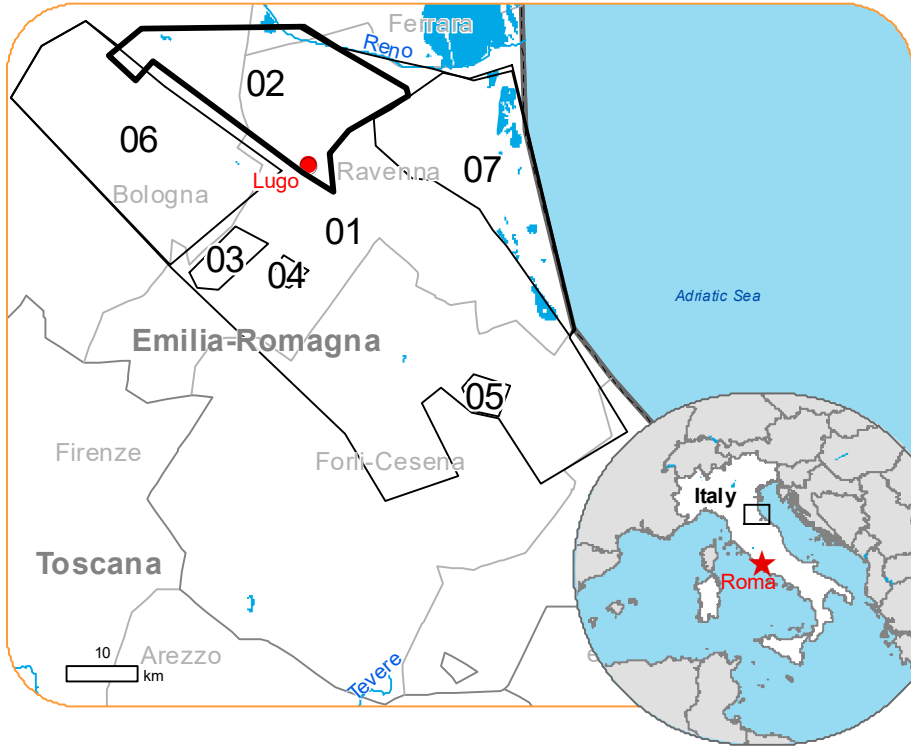 Ferrara
Reno
02
06
07
Lugo
Ravenna
Bologna
01
03
04
Adriatic Sea
Emilia-Romagna
05
Firenze
Forlì-Cesena
Italy
Toscana
Roma
10
km
Arezzo
Tevere